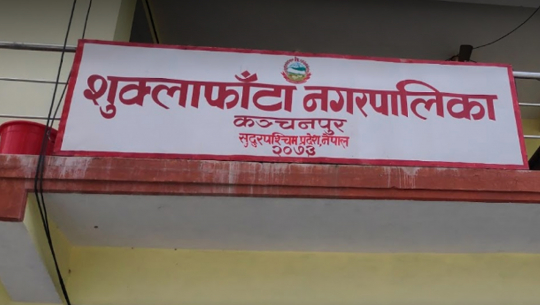 शुक्लाफाँटा नगरपालिका
कञ्चनपुर
सुदुरपश्चिम प्रदेश, नेपाल
२०७३